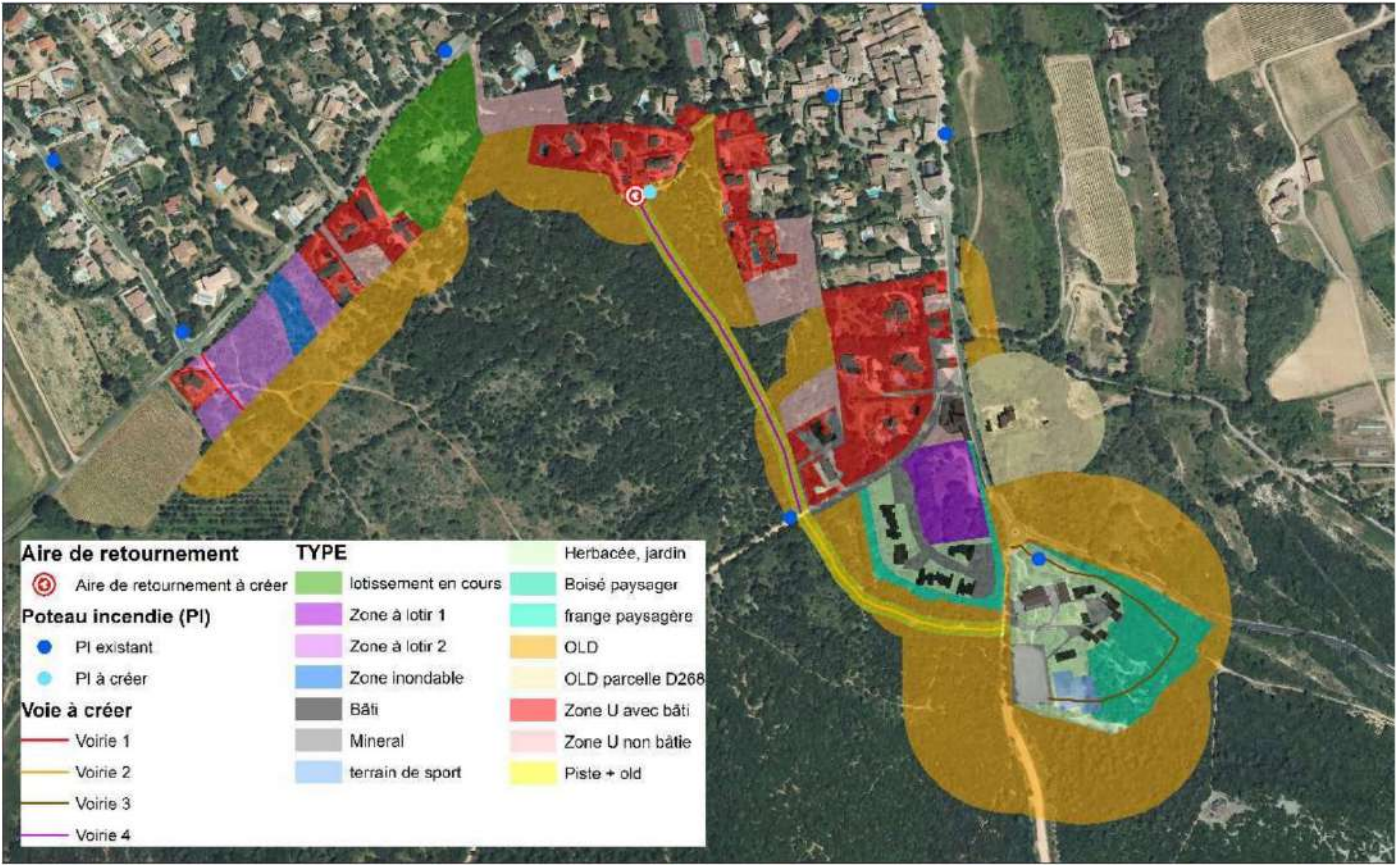 Aire de retournement
Aire de retournement à créer
Poteau incendie (PI)
PI existant
PI à créer
Voie à créer
Voirie 1
Voirie 2
Voirie 3
Voirie 4
TYPE
lotissement en cours
Zone à lotir 1
Zone à lotir 2
Zone inondable
Bâti
Mineral
terrain de sport
Herbacée, jardin
Boisé paysager
frange paysagère
OLD
OLD parcelle D268
Zone U avec bâti
Zone U non bâtie
Piste + old